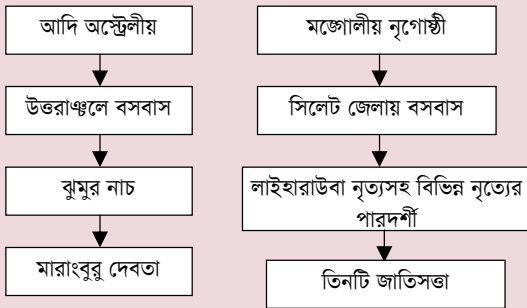 আদি অস্ট্রেলীয়
উত্তরাঞ্চলে বসবাস
ঝুমুর নাচ
মারাংবুরু দেবতা
মঙ্গোলীয় নৃগোষ্ঠী
সিলেট জেলায় বসবাস
লাইহারাউবা নৃত্যসহ বিভিন্ন নৃত্যের
পারদর্শী
তিনটি জাতিসত্তা